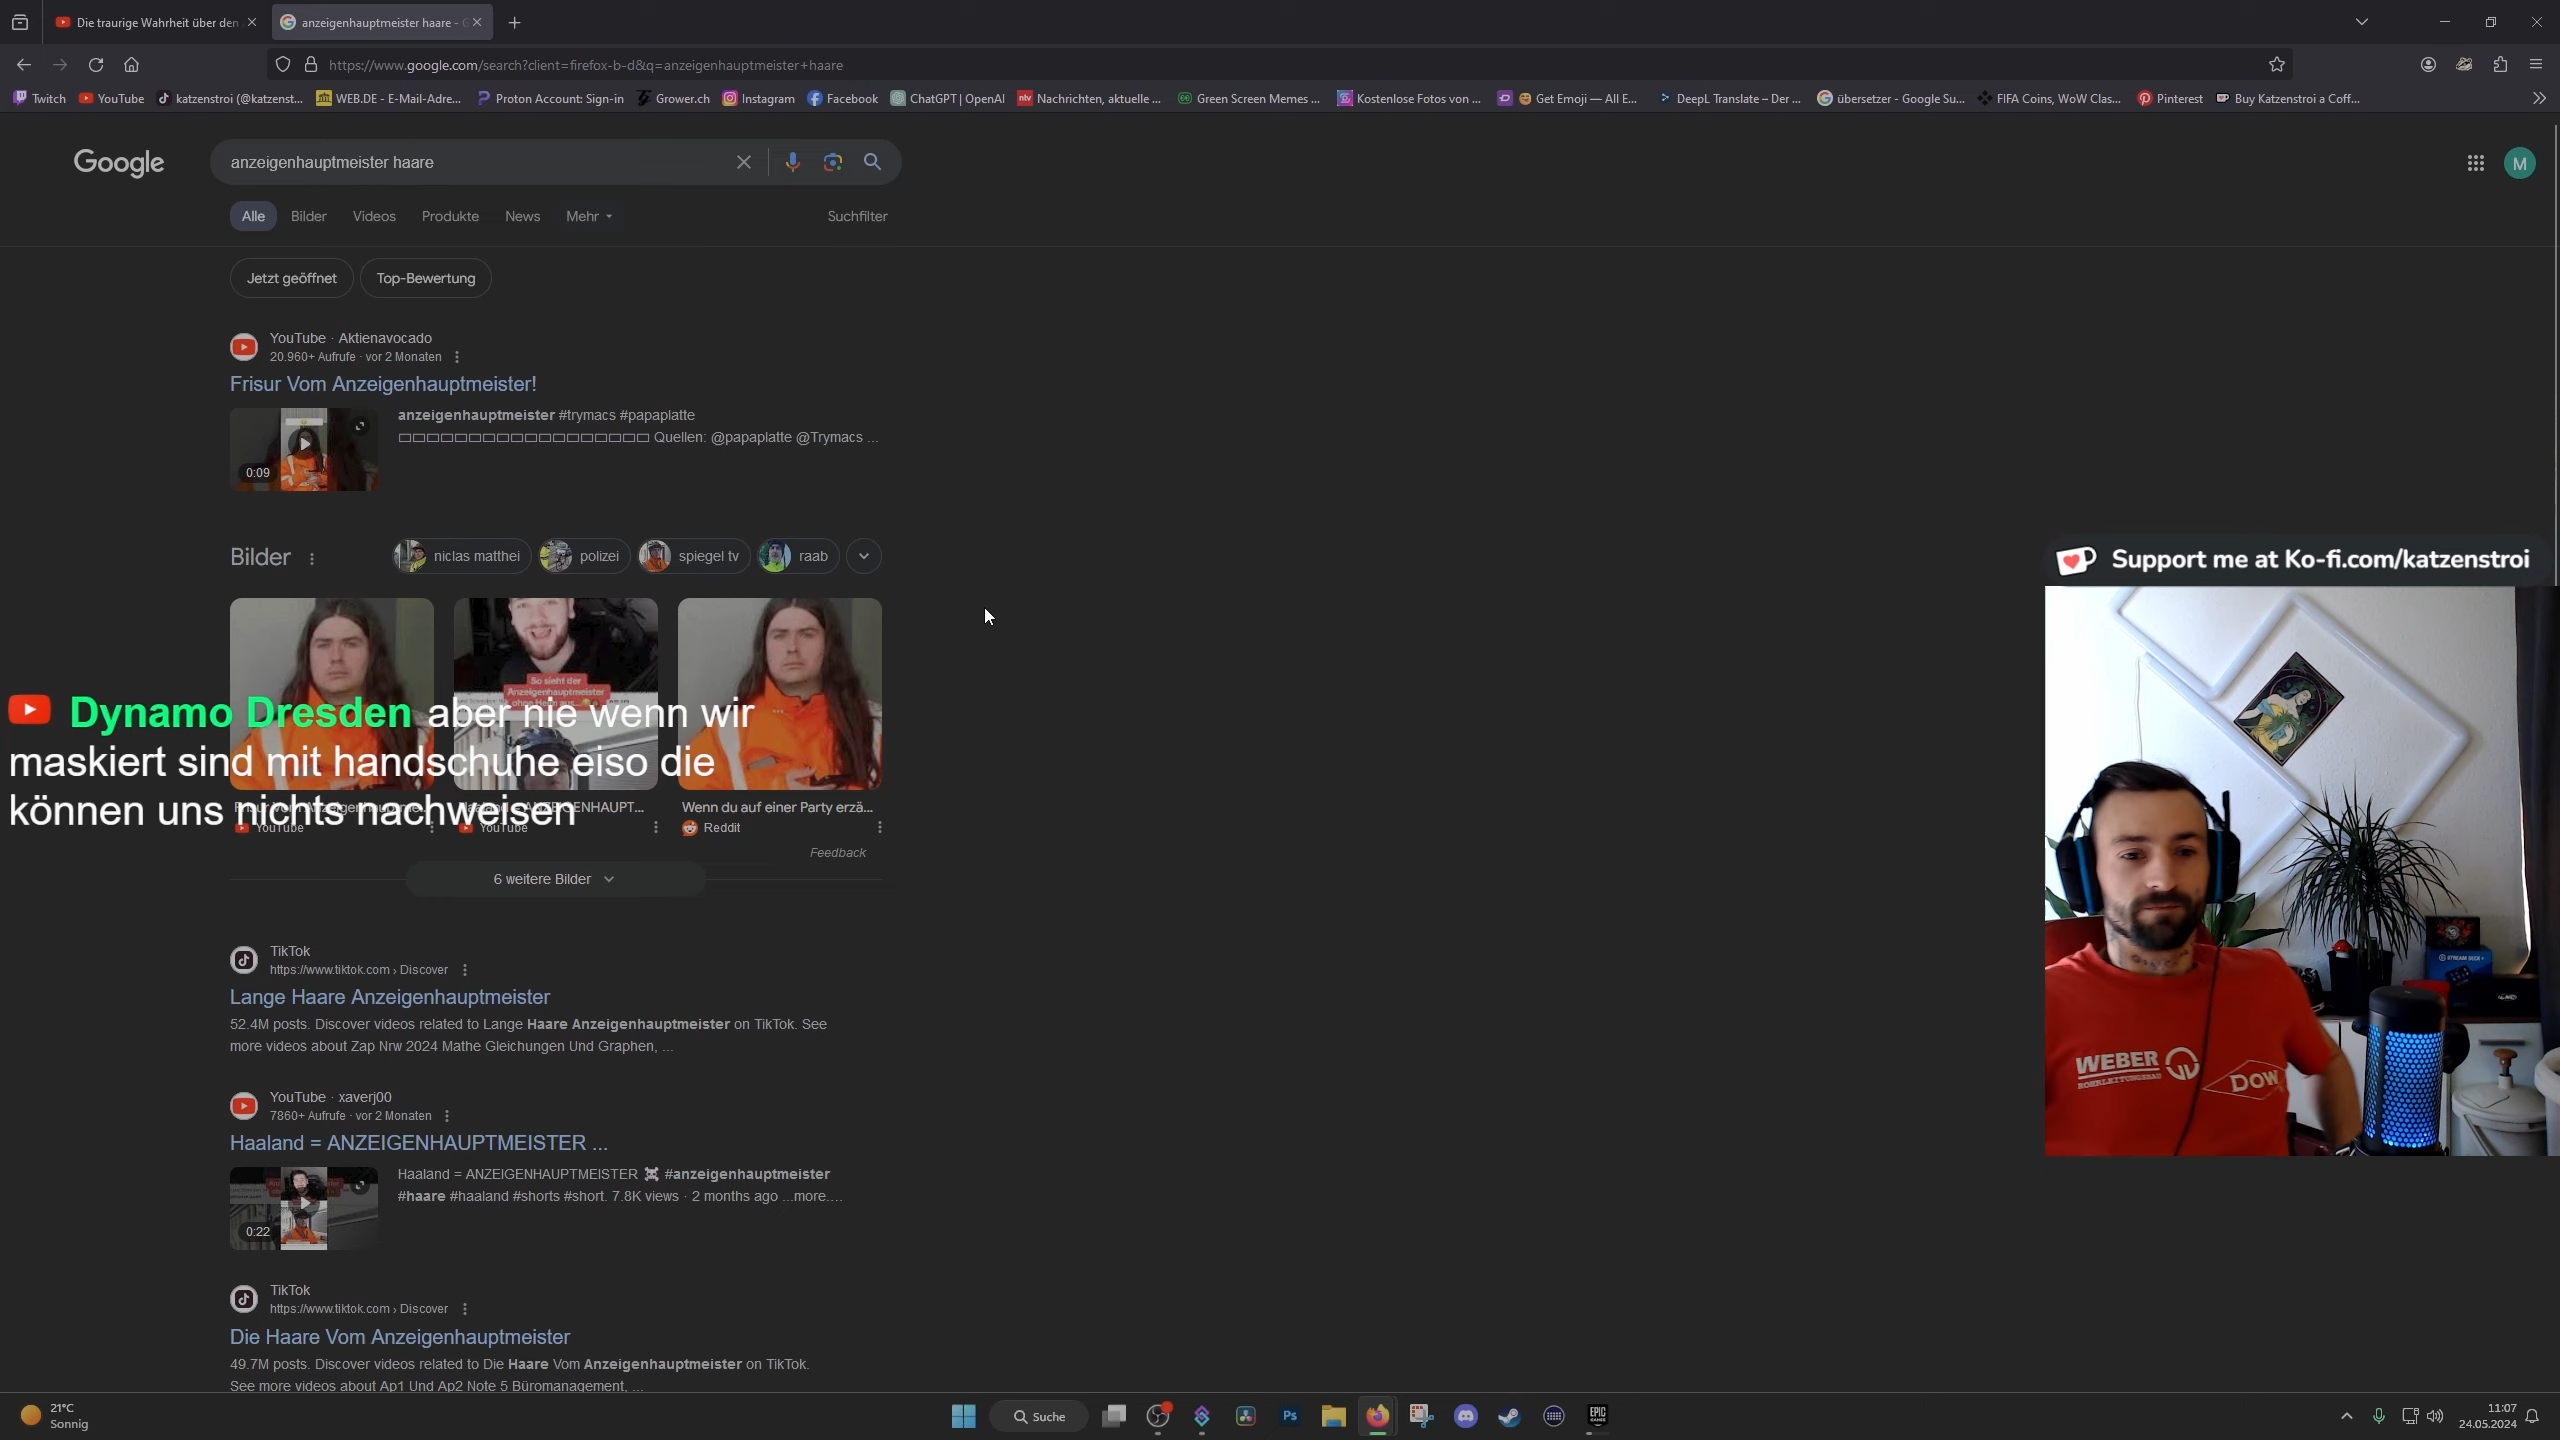 Die traurige Wahrheit über den
anzeigenhauptmeister haare - G
https://www.google.com/search?client=firefox-b-d&q=anzeigenhauptmeister+haare
Twitch
YouTube
katzenstroi (@katzenst...
WEB.DE - E-Mail-Adre...
Proton Account: Sign-in
Grower.ch
Instagram
Facebook
ChatGPT | OpenAI
Nachrichten, aktuelle ...
Green Screen Memes ...
Kostenlose Fotos von ...
Get Emoji — All E...
DeepL Translate – Der ...
übersetzer - Google Su...
FIFA Coins, WoW Clas...
Pinterest
Buy Katzenstroi a Coff...
Google
anzeigenhauptmeister haare
M
Alle
Bilder
Videos
Produkte
News
Mehr
Suchfilter
Jetzt geöffnet
Top-Bewertung
YouTube · Aktienavocado
20.960+ Aufrufe · vor 2 Monaten
Frisur Vom Anzeigenhauptmeister!
anzeigenhauptmeister #trymacs #papaplatte
Quellen: @papaplatte @Trymacs ...
0:09
Bilder
niclas matthei
polizei
spiegel tv
raab
So sieht der
Anzeigenhauptmeister
Dynamo Dresden aber nie wenn wir
maskiert sind mit handschuhe eiso die
können uns nichts nachweisen
Wenn du auf einer Party erzä...
YouTube
YouTube
Reddit
Feedback
6 weitere Bilder
TikTok
https://www.tiktok.com › Discover
Lange Haare Anzeigenhauptmeister
52.4M posts. Discover videos related to Lange Haare Anzeigenhauptmeister on TikTok. See
more videos about Zap Nrw 2024 Mathe Gleichungen Und Graphen, ...
YouTube · xaverj00
7860+ Aufrufe · vor 2 Monaten
Haaland = ANZEIGENHAUPTMEISTER ...
Haaland = ANZEIGENHAUPTMEISTER ☠️ #anzeigenhauptmeister
#haare #haaland #shorts #short. 7.8K views · 2 months ago ...more....
0:22
TikTok
https://www.tiktok.com › Discover
Die Haare Vom Anzeigenhauptmeister
49.7M posts. Discover videos related to Die Haare Vom Anzeigenhauptmeister on TikTok.
See more videos about Ap1 Und Ap2 Note 5 Büromanagement, ...
Support me at Ko-fi.com/katzenstroi
STREAM DECK +
WEBER
ROHRLEITUNGSBAU
DOW
21°C
Sonnig
Suche
Ps
EPIC
GAMES
11:07
24.05.2024